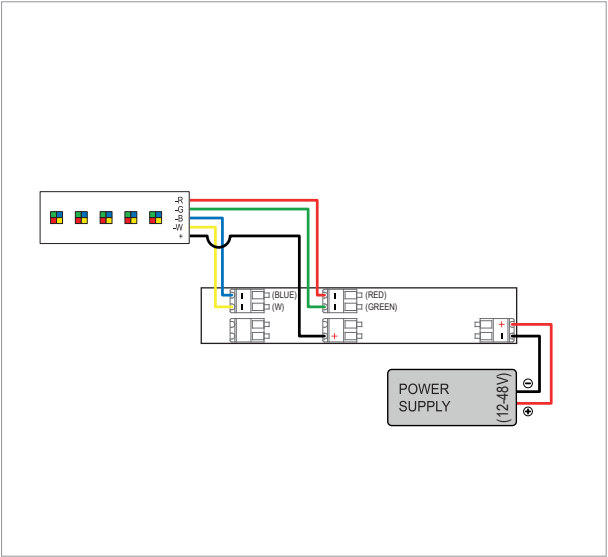 -R
-G
-B
-W
+
(BLUE)
(W)
(RED)
(GREEN)
+
+
POWER
SUPPLY
(12-48V)